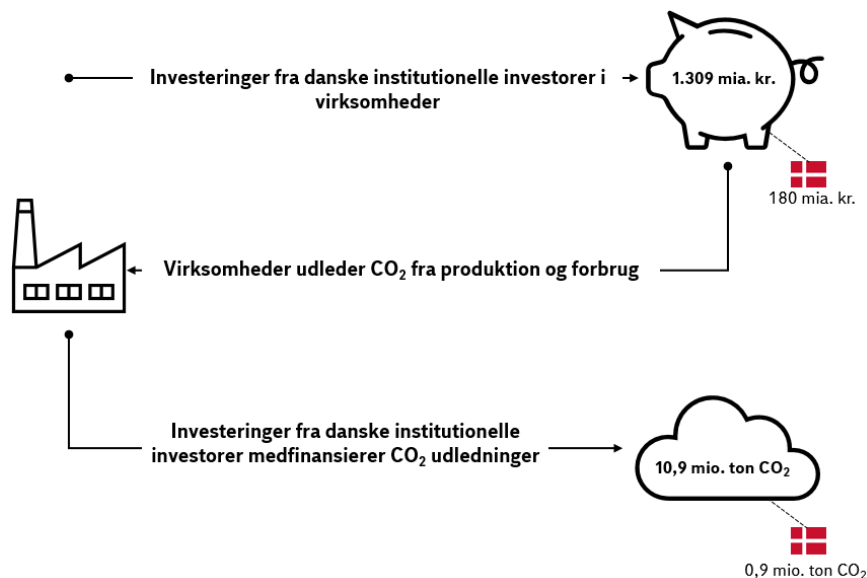 Investeringer fra danske institutionelle investorer i
virksomheder
1.309 mia. kr.
180 mia. kr.
Virksomheder udleder CO₂ fra produktion og forbrug
Investeringer fra danske institutionelle
investorer medfinansierer CO₂ udledninger
10,9 mio. ton CO₂
0,9 mio. ton CO₂